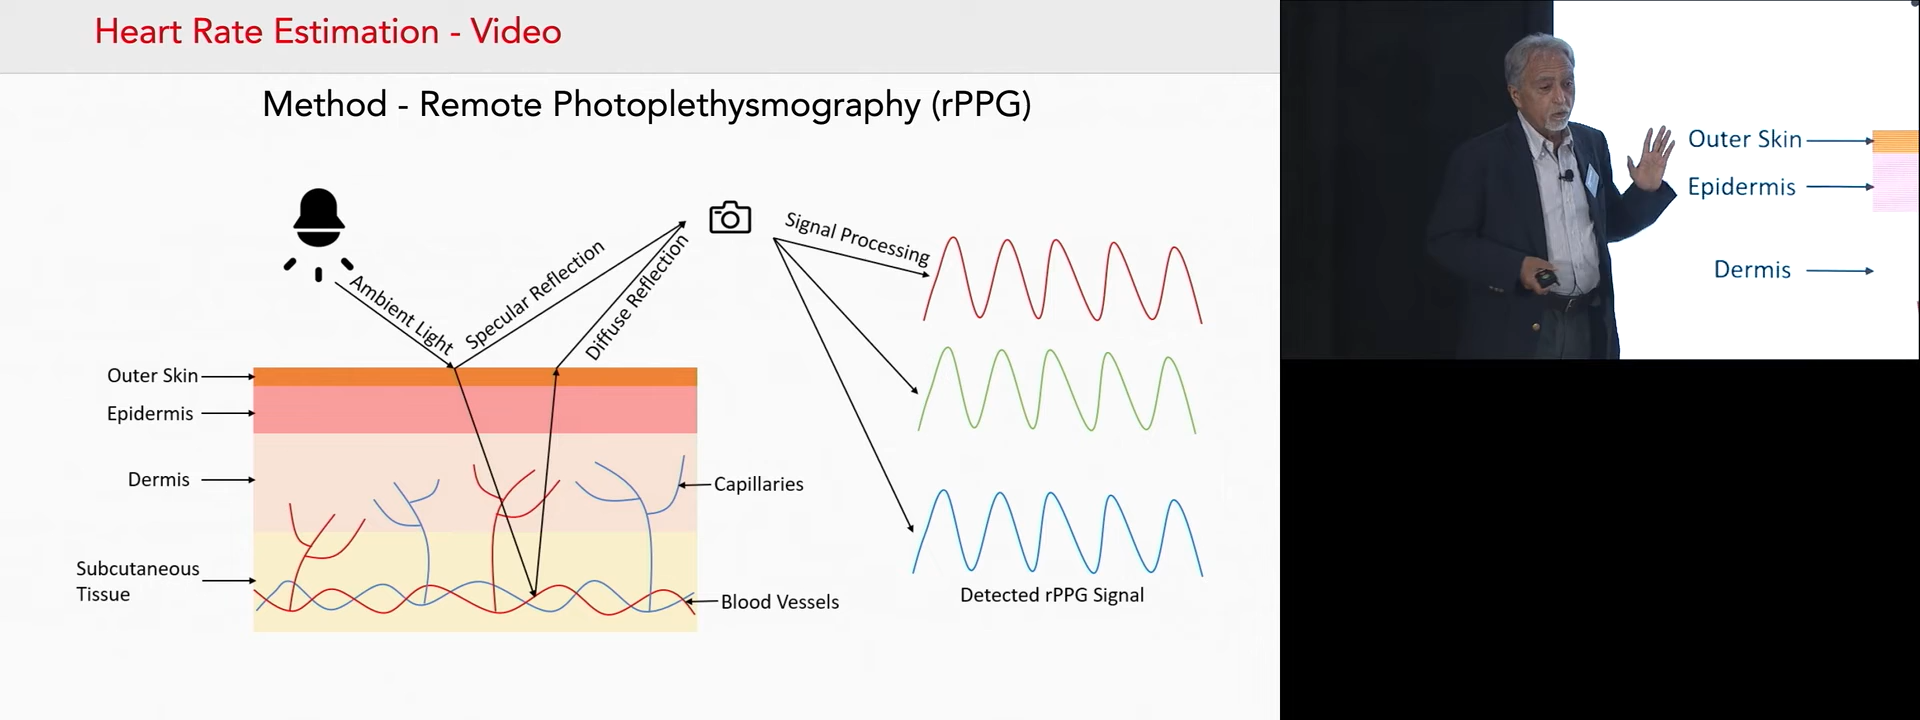 Heart Rate Estimation - Video
Method - Remote Photoplethysmography (rPPG)
Ambient Light
Specular Reflection
Diffuse Reflection
Signal Processing
Outer Skin
Epidermis
Dermis
Subcutaneous
Tissue
Capillaries
Blood Vessels
Detected rPPG Signal
Outer Skin
Epidermis
Dermis